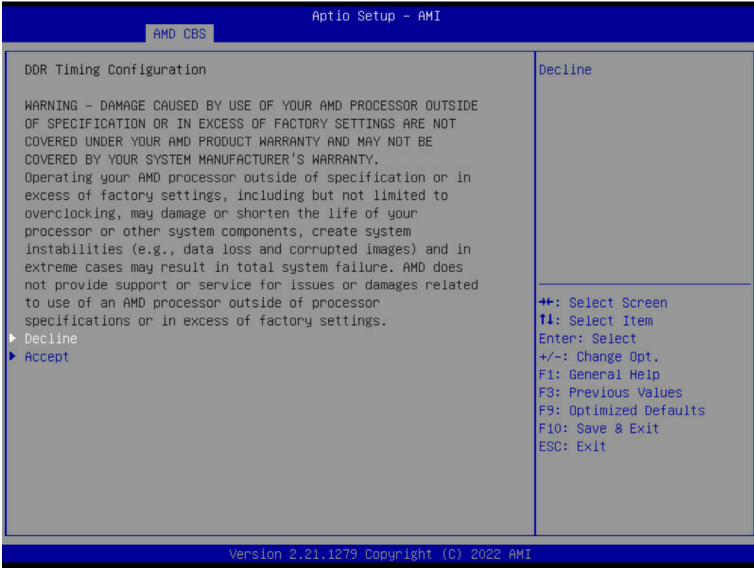 Aptio Setup - AMI
AMD CBS
DDR Timing Configuration
WARNING - DAMAGE CAUSED BY USE OF YOUR AMD PROCESSOR OUTSIDE
OF SPECIFICATION OR IN EXCESS OF FACTORY SETTINGS ARE NOT
COVERED UNDER YOUR AMD PRODUCT WARRANTY AND MAY NOT BE
COVERED BY YOUR SYSTEM MANUFACTURER'S WARRANTY.
Operating your AMD processor outside of specification or in
excess of factory settings, including but not limited to
overclocking, may damage or shorten the life of your
processor or other system components, create system
instabilities (e.g., data loss and corrupted images) and in
extreme cases may result in total system failure. AMD does
not provide support or service for issues or damages related
to use of an AMD processor outside of processor
specifications or in excess of factory settings.
Decline
Accept
Decline
→←: Select Screen
↑↓: Select Item
Enter: Select
+/-: Change Opt.
F1: General Help
F3: Previous Values
F9: Optimized Defaults
F10: Save & Exit
ESC: Exit
Version 2.21.1279 Copyright (C) 2022 AMI